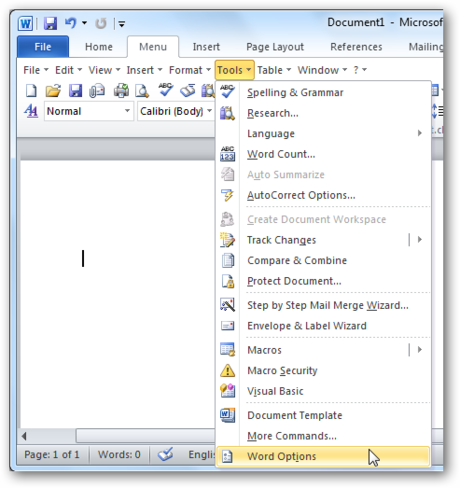 Document1 - Microsof
File Home Menu Insert Page Layout References Mailing
File Edit View Insert Format Tools Table Window ?
Normal Calibri (Body)
Spelling & Grammar
Research...
Language
ABC 123 Word Count...
Auto Summarize
AutoCorrect Options...
Create Document Workspace
Track Changes
Compare & Combine
Protect Document...
Step by Step Mail Merge Wizard...
Envelope & Label Wizard
Macros
Macro Security
Visual Basic
Document Template
More Commands...
Word Options
Page: 1 of 1 Words: 0 Englis